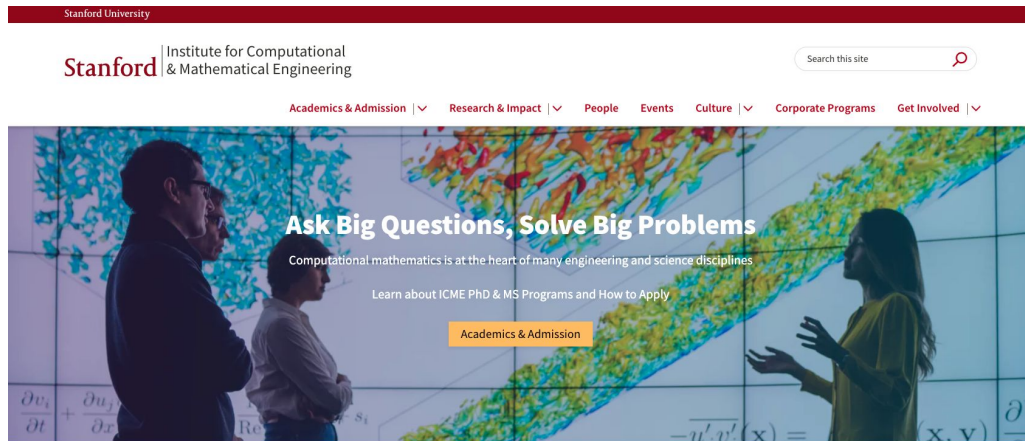 Stanford University
Stanford
Institute for Computational
& Mathematical Engineering
Search this site
Academics & Admission
Research & Impact
People
Events
Culture
Corporate Programs
Get Involved
Ask Big Questions, Solve Big Problems
Computational mathematics is at the heart of many engineering and science disciplines
Learn about ICME PhD & MS Programs and How to Apply
Academics & Admission